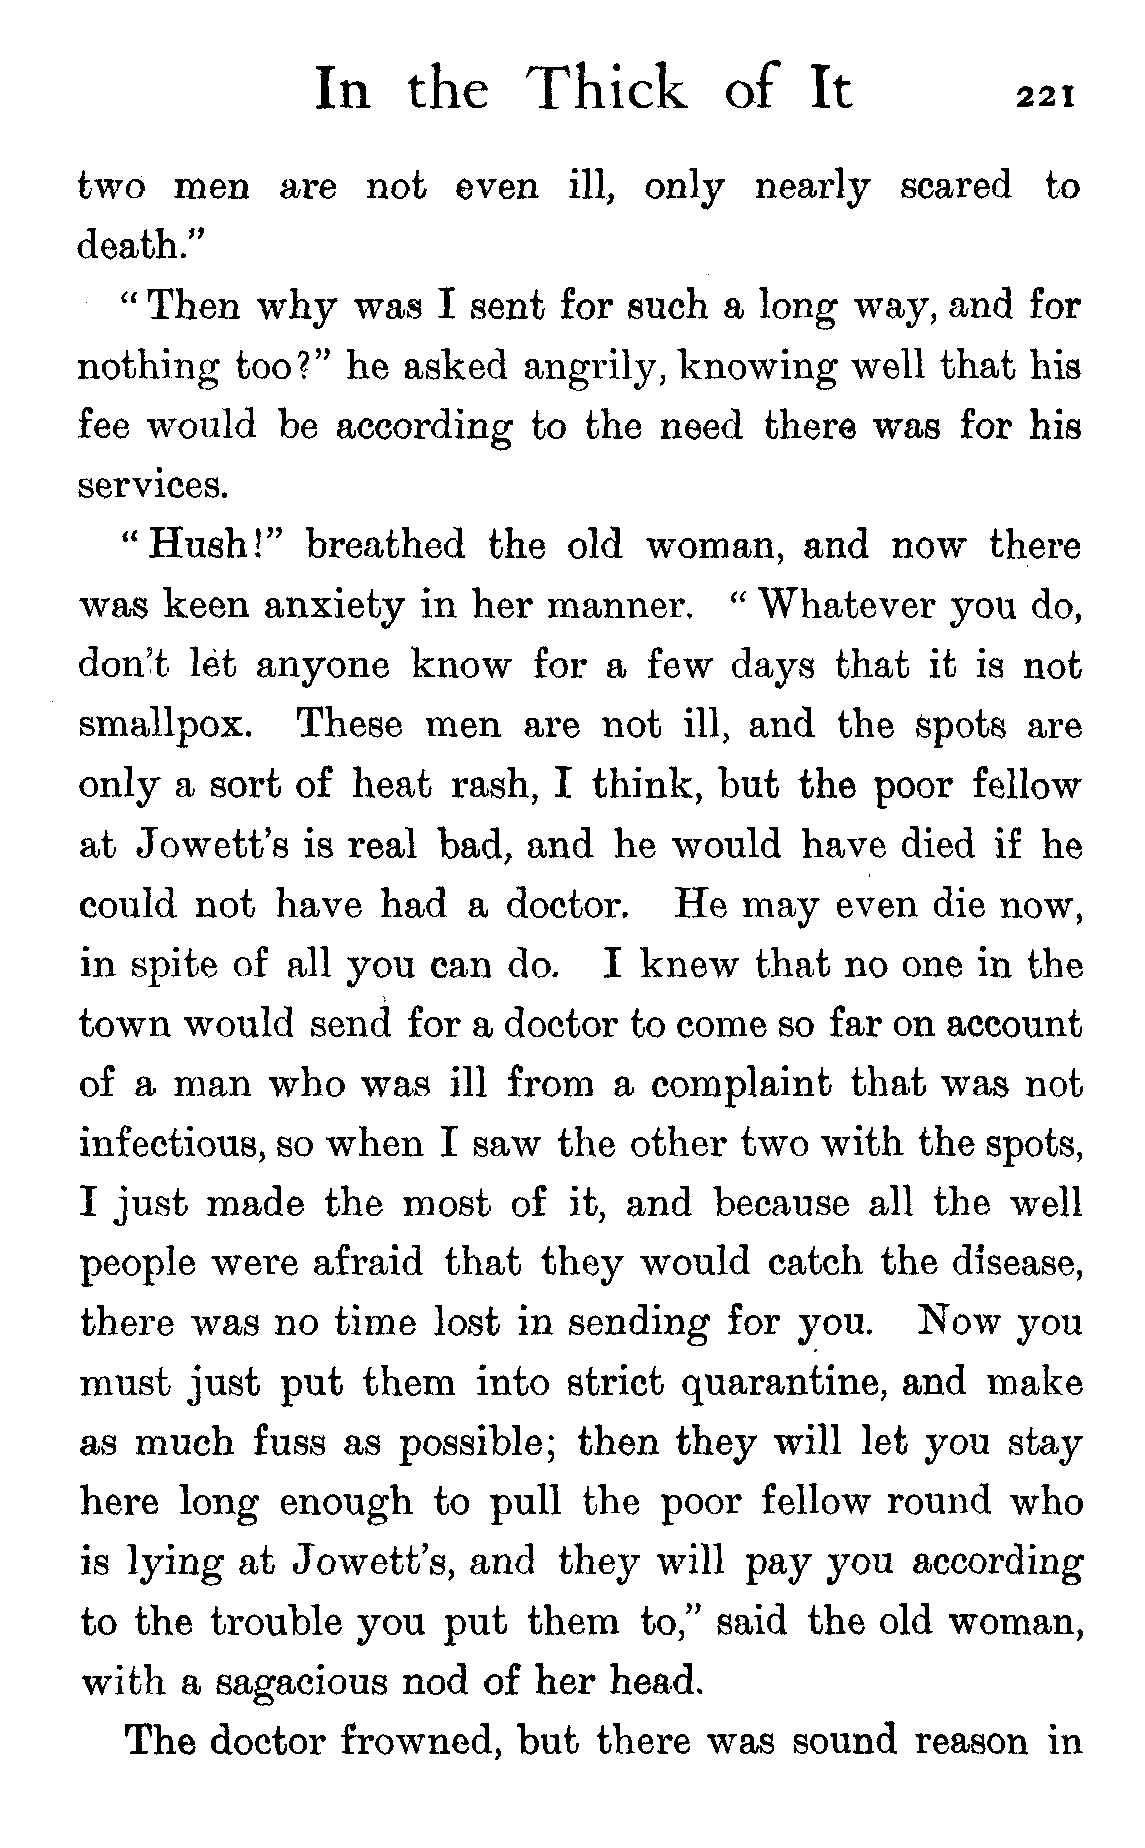 In the Thick of It 221
two men are not even ill, only nearly scared to
death."
"Then why was I sent for such a long way, and for
nothing too?" he asked angrily, knowing well that his
fee would be according to the need there was for his
services.
"Hush!" breathed the old woman, and now there
was keen anxiety in her manner. "Whatever you do,
don't let anyone know for a few days that it is not
smallpox. These men are not ill, and the spots are
only a sort of heat rash, I think, but the poor fellow
at Jowett's is real bad, and he would have died if he
could not have had a doctor. He may even die now,
in spite of all you can do. I knew that no one in the
town would send for a doctor to come so far on account
of a man who was ill from a complaint that was not
infectious, so when I saw the other two with the spots,
I just made the most of it, and because all the well
people were afraid that they would catch the disease,
there was no time lost in sending for you. Now you
must just put them into strict quarantine, and make
as much fuss as possible; then they will let you stay
here long enough to pull the poor fellow round who
is lying at Jowett's, and they will pay you according
to the trouble you put them to," said the old woman,
with a sagacious nod of her head.
The doctor frowned, but there was sound reason in